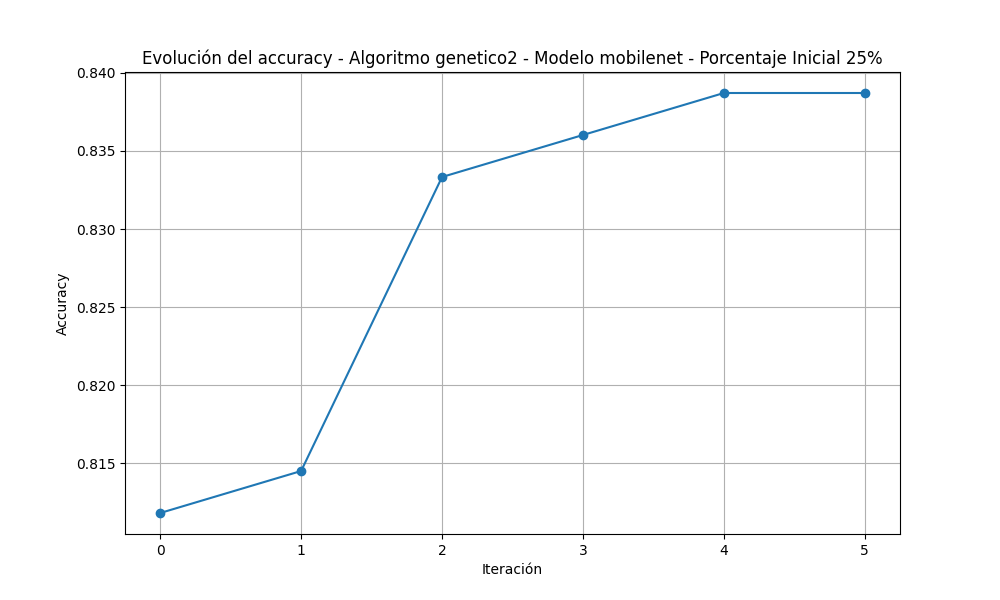 Evolución del accuracy - Algoritmo genetico2 - Modelo mobilenet - Porcentaje Inicial 25%
0.840
0.835
0.830
0.825
0.820
0.815
Accuracy
0 1 2 3 4 5
Iteración